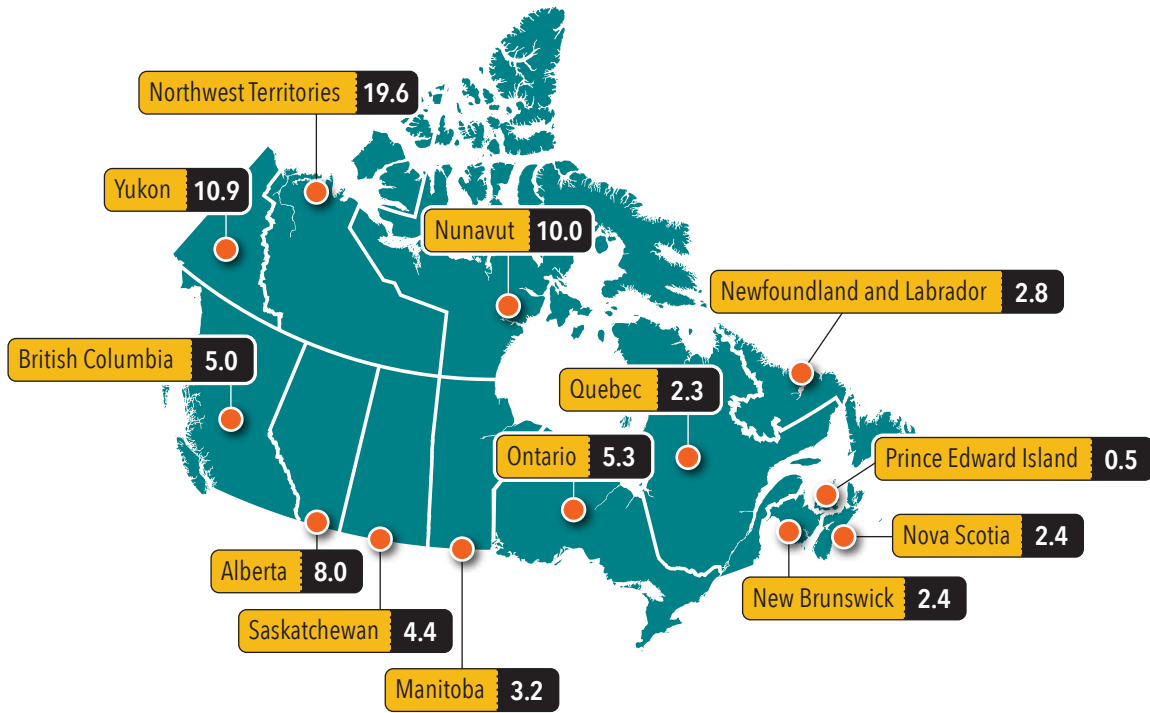 Northwest Territories 19.6
Yukon 10.9
Nunavut 10.0
Newfoundland and Labrador 2.8
British Columbia 5.0
Quebec 2.3
Ontario 5.3
Prince Edward Island 0.5
Nova Scotia 2.4
Alberta 8.0
New Brunswick 2.4
Saskatchewan 4.4
Manitoba 3.2